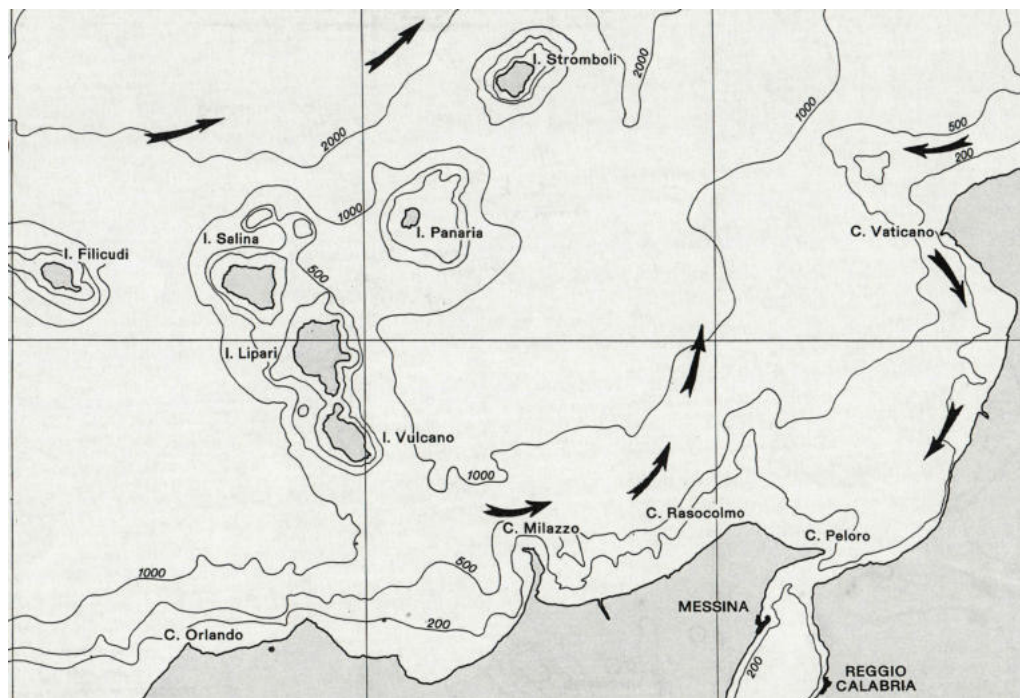 I. Stromboli
2000
1000
2000
500
200
1000
I. Panaria
I. Salina
C. Vaticano
I. Filicudi
500
I. Lipari
I. Vulcano
1000
C. Rasocolmo
C. Milazzo
C. Peloro
500
1000
MESSINA
200
C. Orlando
200
REGGIO
CALABRIA